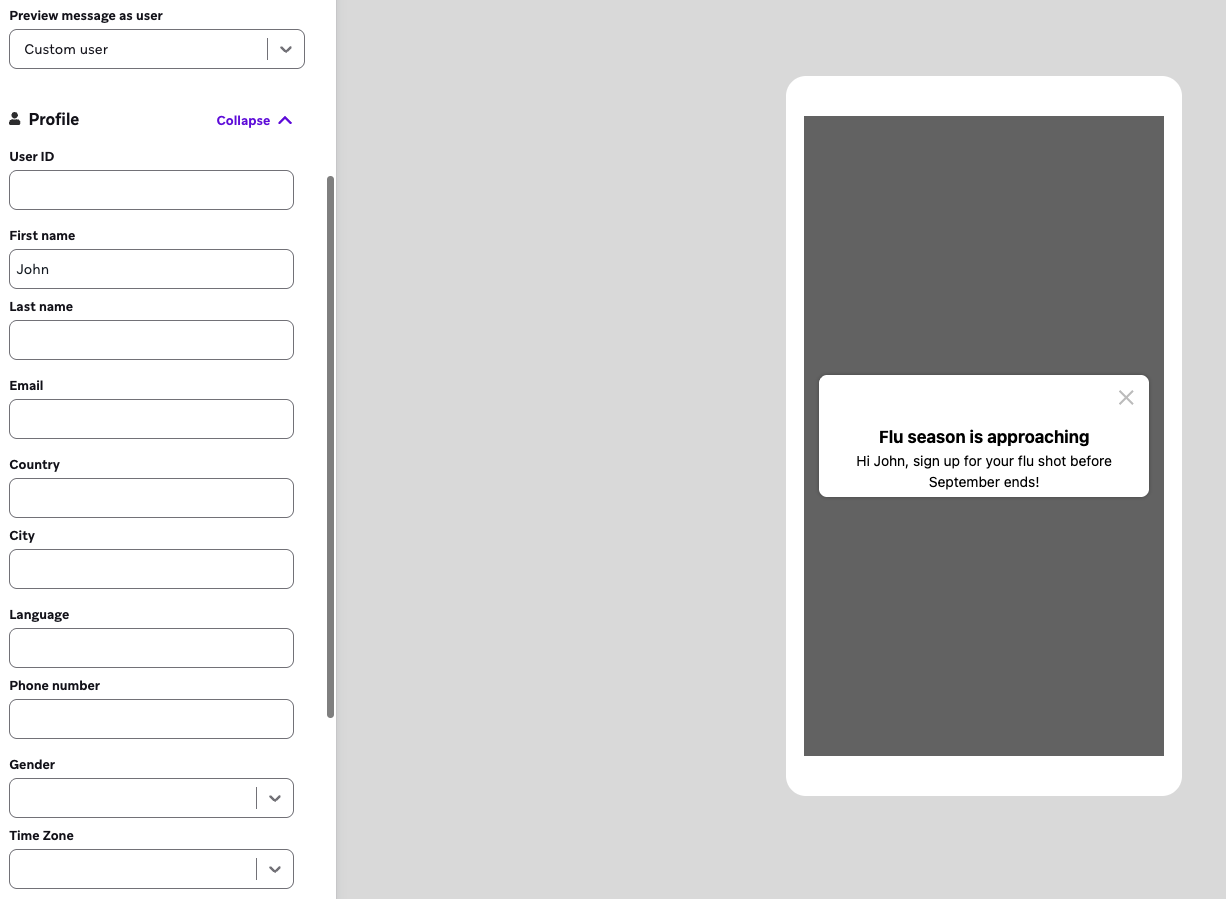 Preview message as user
Custom user
Profile
Collapse
User ID
First name
John
Last name
Email
Country
City
Language
Phone number
Gender
Time Zone
Flu season is approaching
Hi John, sign up for your flu shot before
September ends!